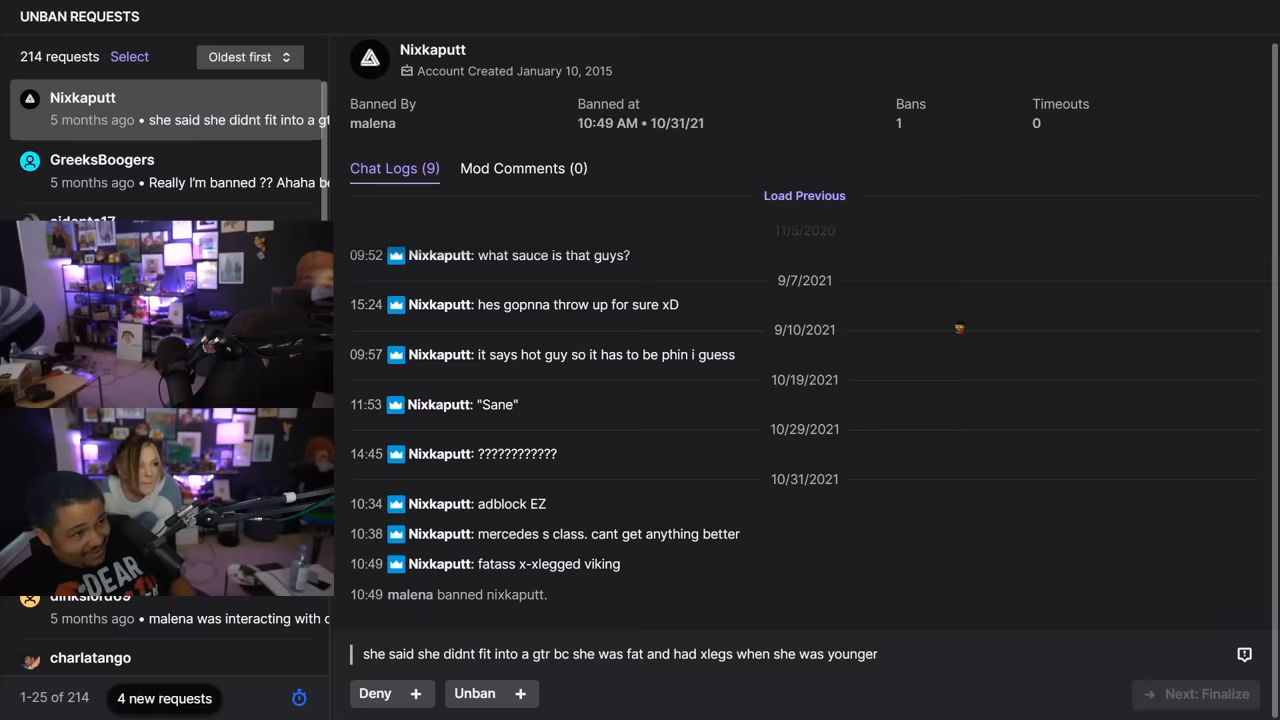 UNBAN REQUESTS
214 requests Select Oldest first
Nixkaputt
5 months ago • she said she didnt fit into a gt
GreeksBoogers
5 months ago • Really I'm banned ?? Ahaha be
DEAR
5 months ago • malena was interacting with c
charlatango
1-25 of 214 4 new requests
Nixkaputt
Account Created January 10, 2015
Banned By Banned at Bans Timeouts
malena 10:49 AM • 10/31/21 1 0
Chat Logs (9) Mod Comments (0)
Load Previous
11/5/2020
09:52 Nixkaputt: what sauce is that guys?
9/7/2021
15:24 Nixkaputt: hes gopnna throw up for sure xD
9/10/2021
09:57 Nixkaputt: it says hot guy so it has to be phin i guess
10/19/2021
11:53 Nixkaputt: "Sane"
10/29/2021
14:45 Nixkaputt: ????????????
10/31/2021
10:34 Nixkaputt: adblock EZ
10:38 Nixkaputt: mercedes s class. cant get anything better
10:49 Nixkaputt: fatass x-xlegged viking
10:49 malena banned nixkaputt.
she said she didnt fit into a gtr bc she was fat and had xlegs when she was younger
Deny + Unban + Next: Finalize